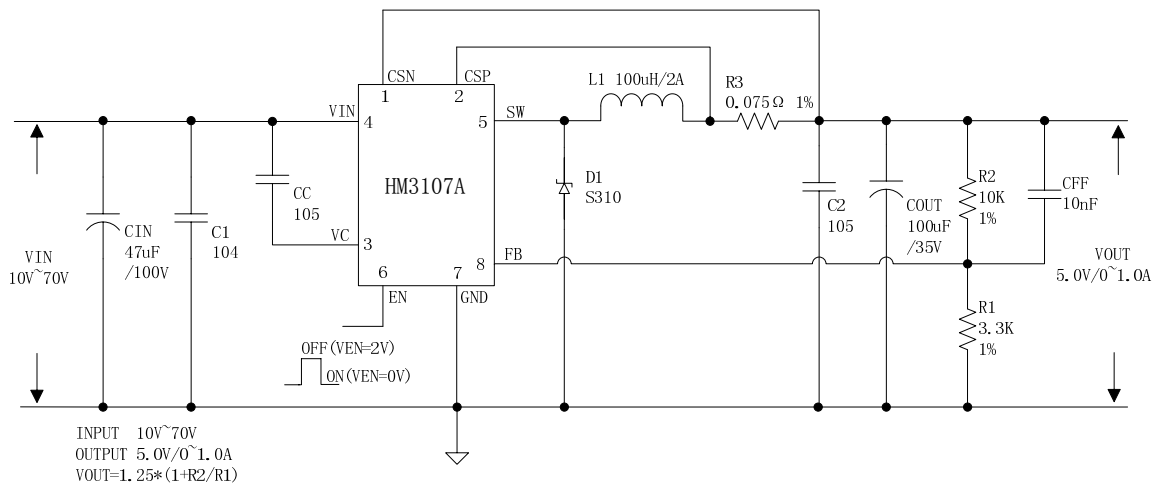 CSN
CSP
1
2
L1 100uH/2A
R3
0.075Ω 1%
VIN
4
5
SW
HM3107A
D1
S310
CC
105
R2
10K
1%
CFF
10nF
C2
105
COUT
100uF
/35V
CIN
47uF
/100V
C1
104
VC
3
8
FB
VIN
10V~70V
VOUT
5.0V/0~1.0A
6
7
EN
GND
R1
3.3K
1%
OFF(VEN=2V)
ON(VEN=0V)
INPUT 10V~70V
OUTPUT 5.0V/0~1.0A
VOUT=1.25*(1+R2/R1)